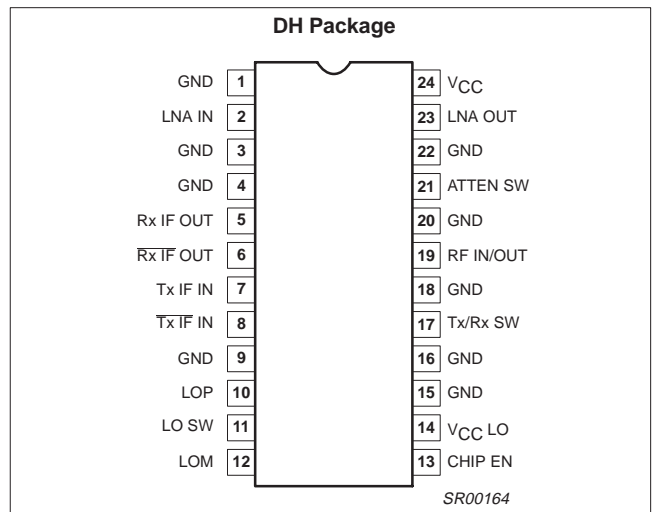 DH Package
GND 1 24 VCC
LNA IN 2 23 LNA OUT
GND 3 22 GND
GND 4 21 ATTEN SW
Rx IF OUT 5 20 GND
Rx IF OUT 6 19 RF IN/OUT
Tx IF IN 7 18 GND
Tx IF IN 8 17 Tx/Rx SW
GND 9 16 GND
LOP 10 15 GND
LO SW 11 14 VCC LO
LOM 12 13 CHIP EN
SR00164